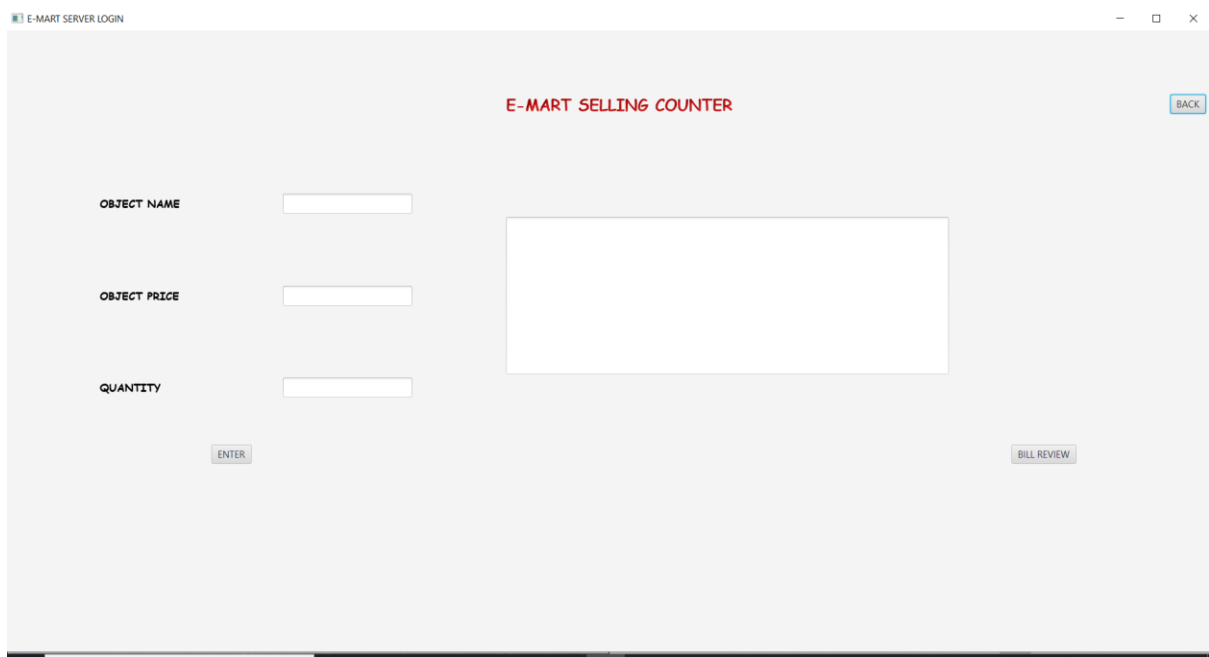 E-MART SERVER LOGIN
E-MART SELLING COUNTER
BACK
OBJECT NAME
OBJECT PRICE
QUANTITY
ENTER
BILL REVIEW